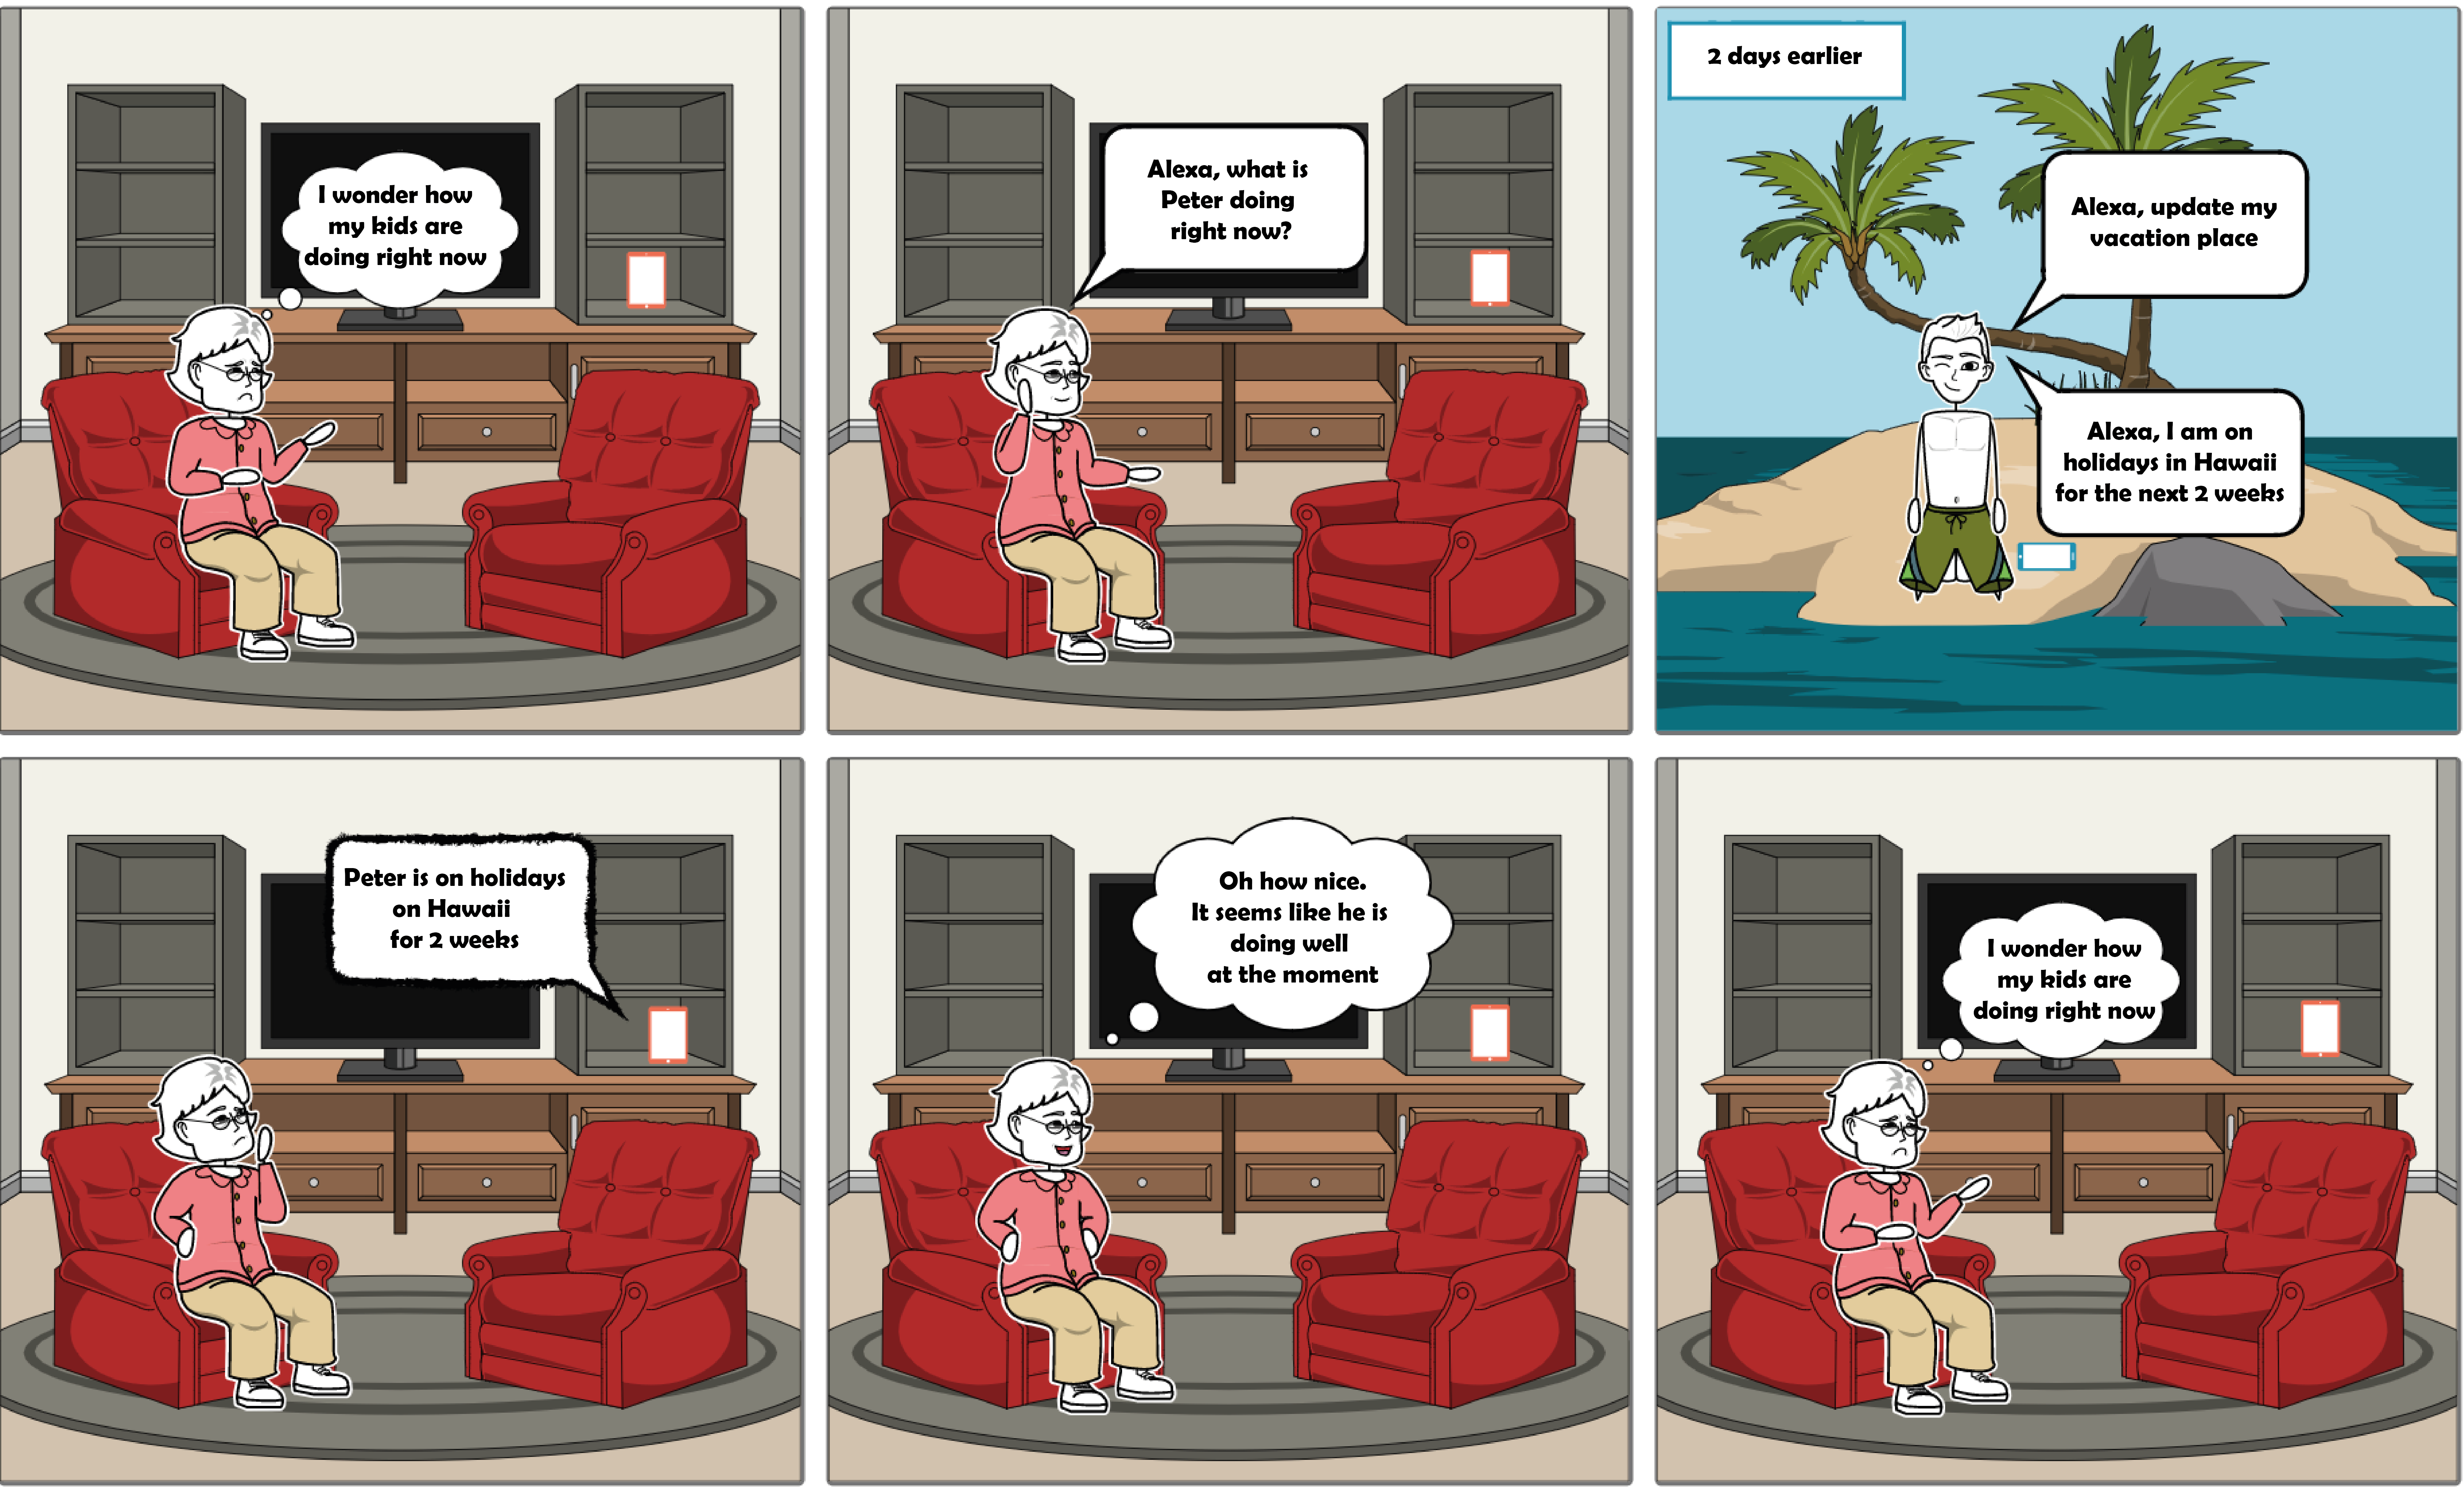 I wonder how
my kids are
doing right now
Alexa, what is
Peter doing
right now?
2 days earlier
Alexa, update my
vacation place
Alexa, I am on
holidays in Hawaii
for the next 2 weeks
Peter is on holidays
on Hawaii
for 2 weeks
Oh how nice.
It seems like he is
doing well
at the moment
I wonder how
my kids are
doing right now